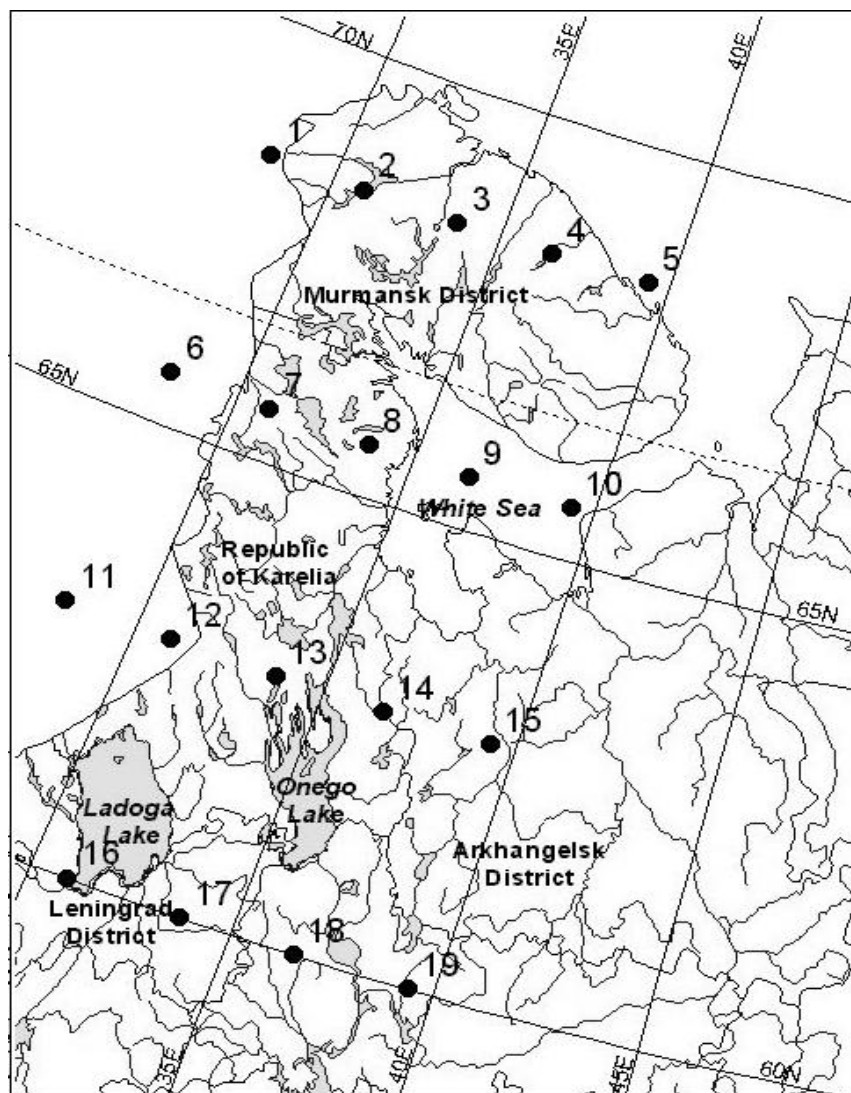 70N
35E
40E
1
2
3
4
5
Murmansk District
6
65N
7
8
9
10
White Sea
Republic
of Karelia
11
65N
12
13
14
15
Onego
Lake
Ladoga
Lake
Arkhangelsk
District
16
Leningrad
District
17
18
19
35E
40E
45E
60N